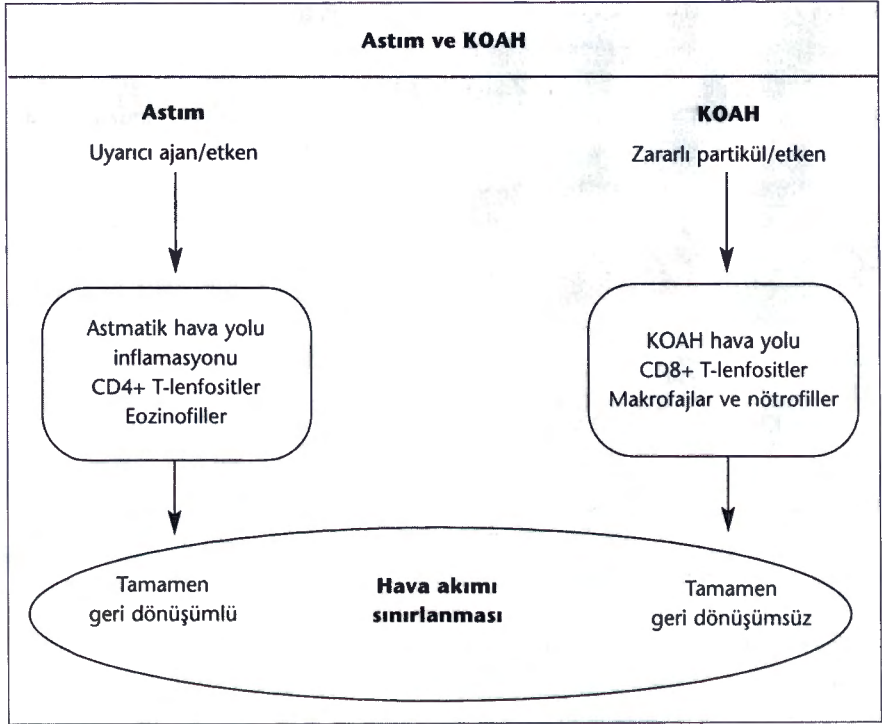 Astım ve KOAH
Astım
Uyarıcı ajan/etken
Astmatik hava yolu
inflamasyonu
CD4+ T-lenfositler
Eozinofiller
Tamamen
geri dönüşümlü
KOAH
Zararlı partikül/etken
KOAH hava yolu
CD8+ T-lenfositler
Makrofajlar ve nötrofiller
Tamamen
geri dönüşümsüz
Hava akımı
sınırlanması